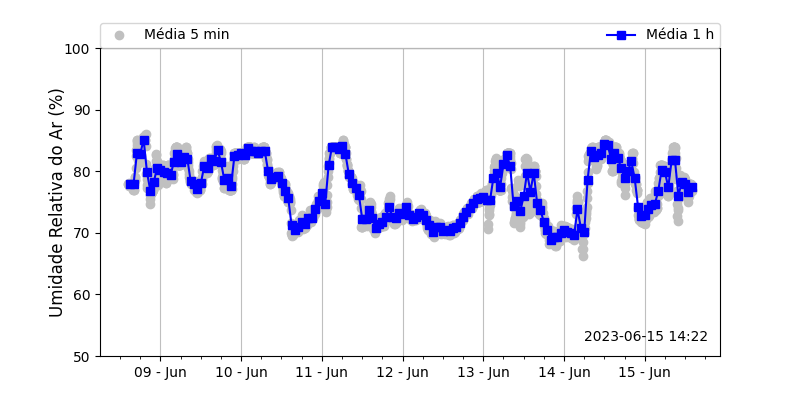 Média 5 min
Média 1 h
100
90
80
70
60
50
Umidade Relativa do Ar (%)
2023-06-15 14:22
09 - Jun
10 - Jun
11 - Jun
12 - Jun
13 - Jun
14 - Jun
15 - Jun